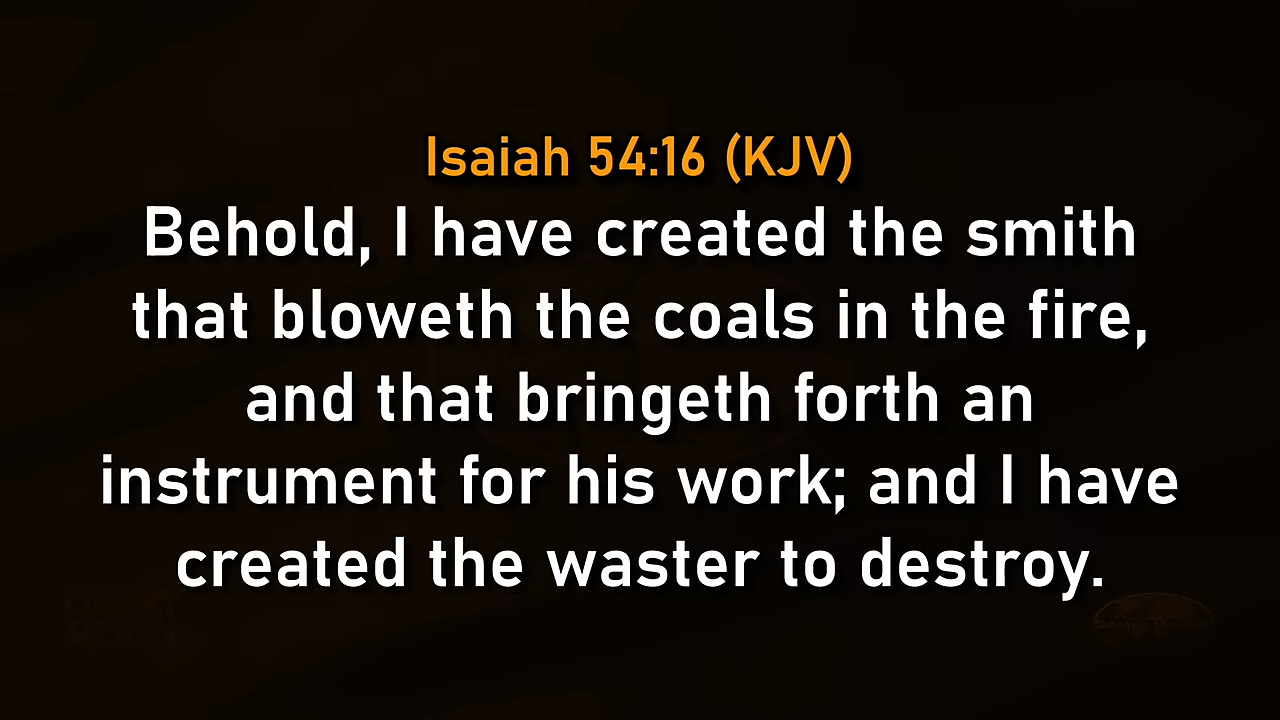 Isaiah 54:16 (KJV)
Behold, I have created the smith
that bloweth the coals in the fire,
and that bringeth forth an
instrument for his work; and I have
created the waster to destroy.